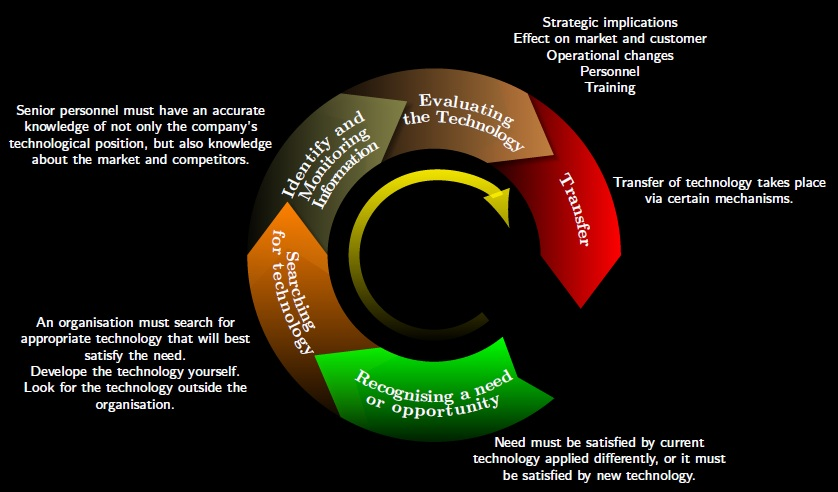 Strategic implications
Effect on market and customer
Operational changes
Personnel
Training
Evaluating
the Technology
Senior personnel must have an accurate
knowledge of not only the company's
technological position, but also knowledge
about the market and competitors.
Identify and
Monitoring
Information
Transfer
Transfer of technology takes place
via certain mechanisms.
Searching
for technology
An organisation must search for
appropriate technology that will best
satisfy the need.
Develope the technology yourself.
Look for the technology outside the
organisation.
Recognising a need
or opportunity
Need must be satisfied by current
technology applied differently, or it must
be satisfied by new technology.